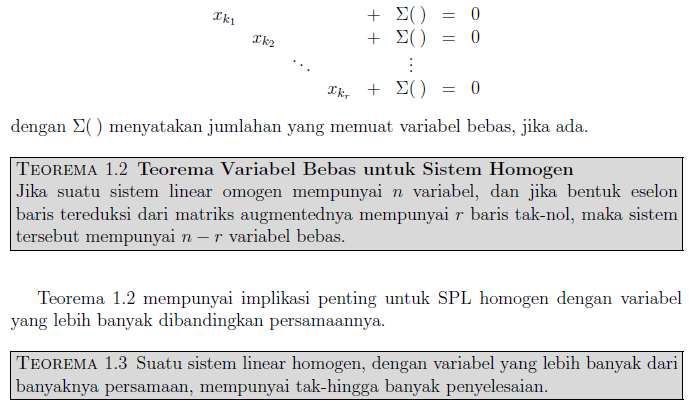 x_{k_1} + Σ( ) = 0
x_{k_2} + Σ( ) = 0
⋱ ⋮
x_{k_r} + Σ( ) = 0
dengan Σ( ) menyatakan jumlahan yang memuat variabel bebas, jika ada.
TEOREMA 1.2 Teorema Variabel Bebas untuk Sistem Homogen
Jika suatu sistem linear omogen mempunyai n variabel, dan jika bentuk eselon
baris tereduksi dari matriks augmentednya mempunyai r baris tak-nol, maka sistem
tersebut mempunyai n − r variabel bebas.
Teorema 1.2 mempunyai implikasi penting untuk SPL homogen dengan variabel
yang lebih banyak dibandingkan persamaannya.
TEOREMA 1.3 Suatu sistem linear homogen, dengan variabel yang lebih banyak dari
banyaknya persamaan, mempunyai tak-hingga banyak penyelesaian.